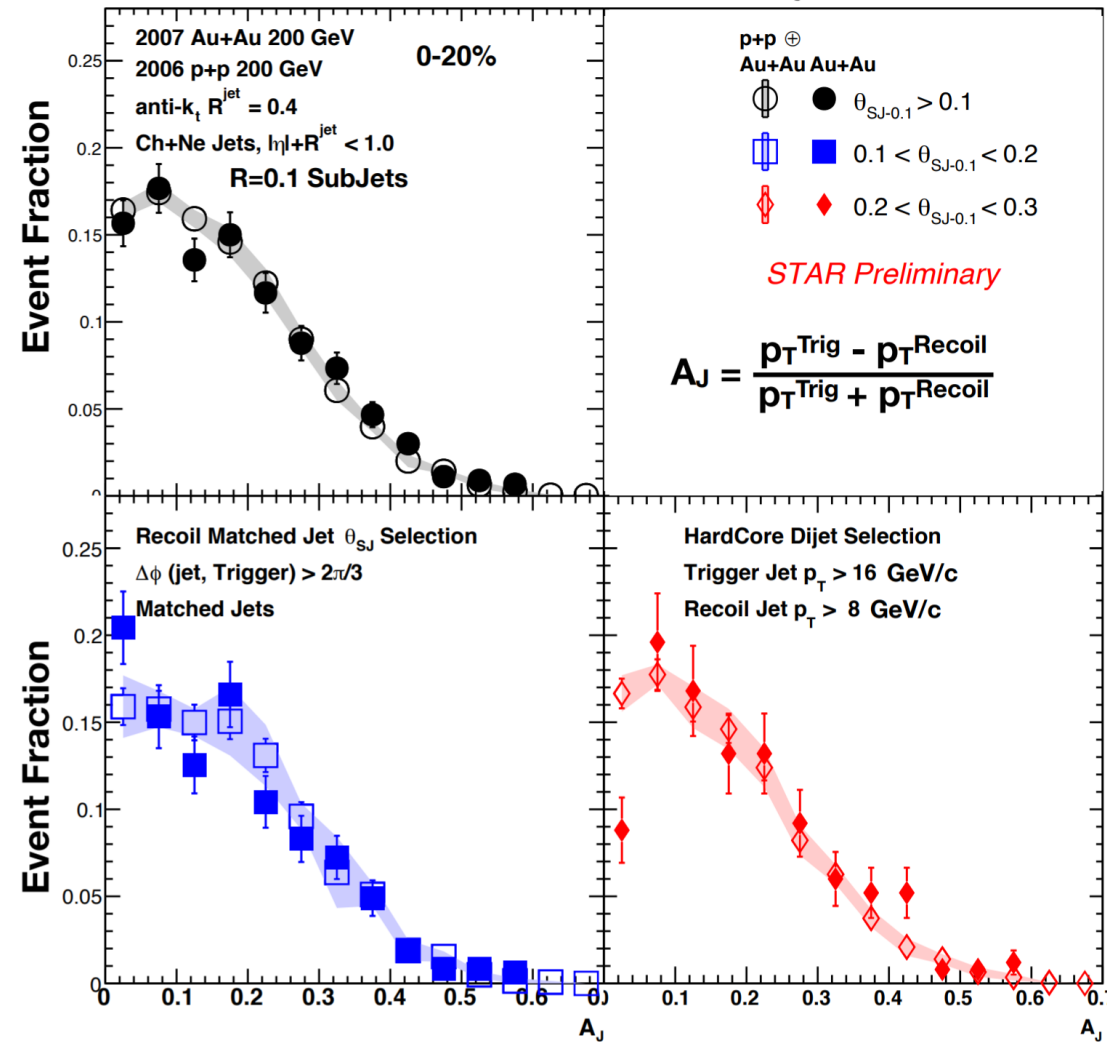 2007 Au+Au 200 GeV
0-20%
2006 p+p 200 GeV
anti-k_t R^jet = 0.4
Ch+Ne Jets, |η|+R^jet < 1.0
R=0.1 SubJets
Event Fraction
0.25
0.2
0.15
0.1
0.05
0
p+p ⊕
Au+Au Au+Au
θ_SJ-0.1 > 0.1
0.1 < θ_SJ-0.1 < 0.2
0.2 < θ_SJ-0.1 < 0.3
STAR Preliminary
A_J = (p_T^Trig - p_T^Recoil) / (p_T^Trig + p_T^Recoil)
Recoil Matched Jet θ_SJ Selection
Δϕ (jet, Trigger) > 2π/3
Matched Jets
Event Fraction
0.25
0.2
0.15
0.1
0.05
0
0 0.1 0.2 0.3 0.4 0.5 0.6 0.
A_J
HardCore Dijet Selection
Trigger Jet p_T > 16 GeV/c
Recoil Jet p_T > 8 GeV/c
0.1 0.2 0.3 0.4 0.5 0.6 0.
A_J